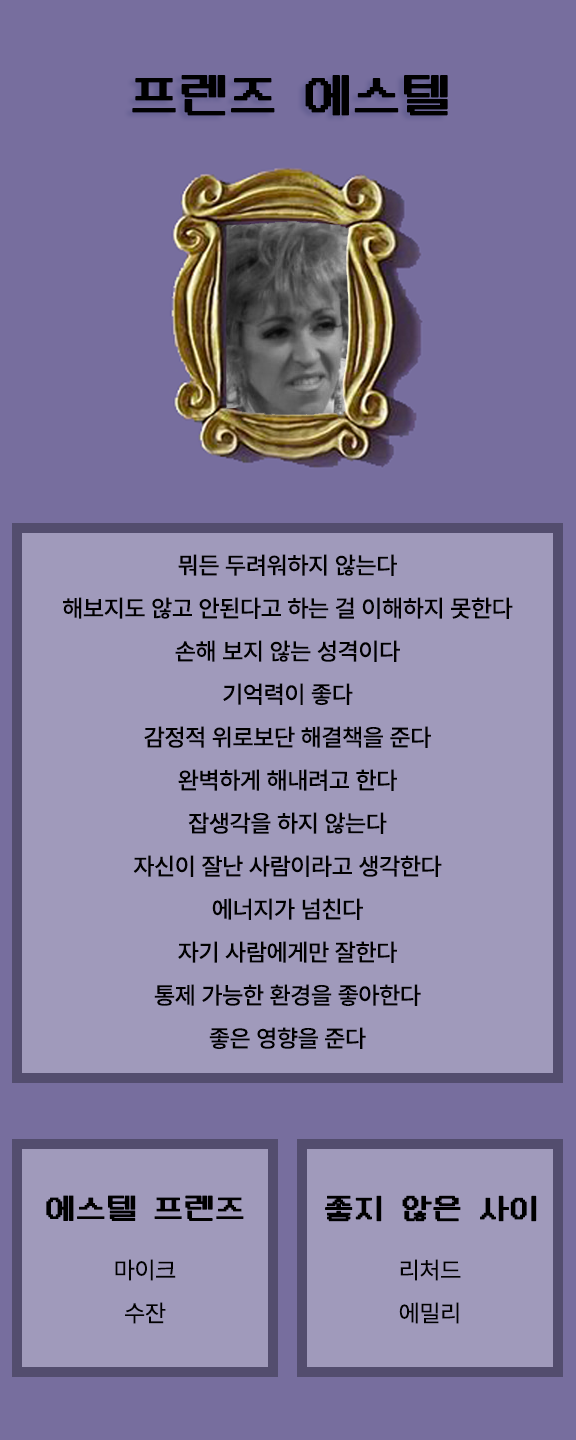 프렌즈 에스텔
뭐든 두려워하지 않는다
해보지도 않고 안된다고 하는 걸 이해하지 못한다
손해 보지 않는 성격이다
기억력이 좋다
감정적 위로보단 해결책을 준다
완벽하게 해내려고 한다
잡생각을 하지 않는다
자신이 잘난 사람이라고 생각한다
에너지가 넘친다
자기 사람에게만 잘한다
통제 가능한 환경을 좋아한다
좋은 영향을 준다
에스텔 프렌즈
마이크
수잔
좋지 않은 사이
리처드
에밀리